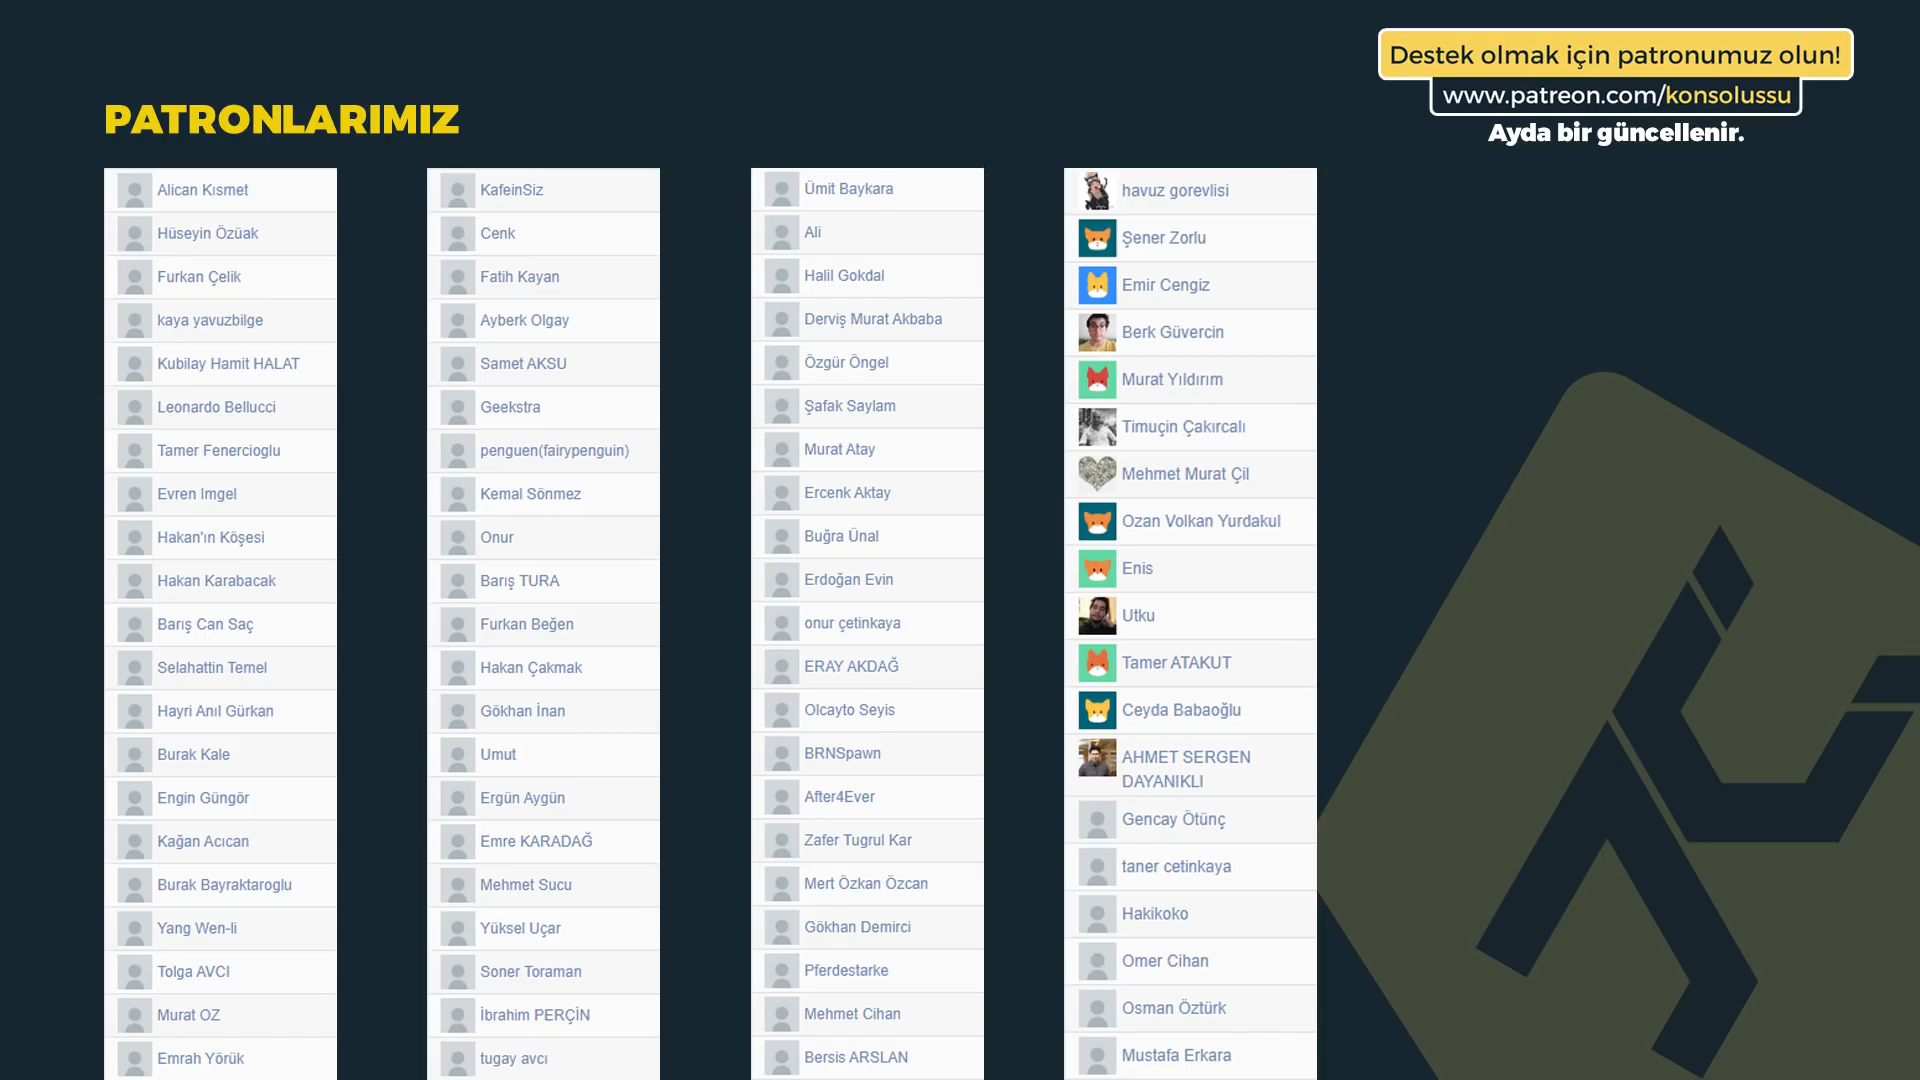 Destek olmak için patronumuz olun!
www.patreon.com/konsolussu
Ayda bir güncellenir.
PATRONLARIMIZ
Alican Kısmet
Hüseyin Özüak
Furkan Çelik
kaya yavuzbilge
Kubilay Hamit HALAT
Leonardo Bellucci
Tamer Fenercioglu
Evren Imgel
Hakan'ın Köşesi
Hakan Karabacak
Barış Can Saç
Selahattin Temel
Hayri Anıl Gürkan
Burak Kale
Engin Güngör
Kağan Acıcan
Burak Bayraktaroglu
Yang Wen-li
Tolga AVCI
Murat OZ
Emrah Yörük
KafeinSiz
Cenk
Fatih Kayan
Ayberk Olgay
Samet AKSU
Geekstra
penguen(fairypenguin)
Kemal Sönmez
Onur
Barış TURA
Furkan Beğen
Hakan Çakmak
Gökhan İnan
Umut
Ergün Aygün
Emre KARADAĞ
Mehmet Sucu
Yüksel Uçar
Soner Toraman
İbrahim PERÇİN
tugay avcı
Ümit Baykara
Ali
Halil Gokdal
Derviş Murat Akbaba
Özgür Öngel
Şafak Saylam
Murat Atay
Ercenk Aktay
Buğra Ünal
Erdoğan Evin
onur çetinkaya
ERAY AKDAĞ
Olcayto Seyis
BRNSpawn
After4Ever
Zafer Tugrul Kar
Mert Özkan Özcan
Gökhan Demirci
Pferdestarke
Mehmet Cihan
Bersis ARSLAN
havuz gorevlisi
Şener Zorlu
Emir Cengiz
Berk Güvercin
Murat Yıldırım
Timuçin Çakırcalı
Mehmet Murat Çil
Ozan Volkan Yurdakul
Enis
Utku
Tamer ATAKUT
Ceyda Babaoğlu
AHMET SERGEN
DAYANIKLI
Gencay Ötünç
taner cetinkaya
Hakikoko
Omer Cihan
Osman Öztürk
Mustafa Erkara